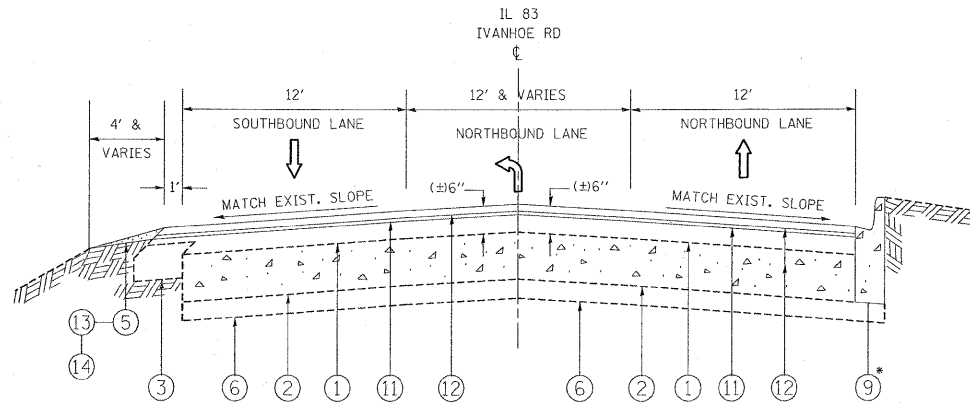 IL 83
IVANHOE RD
℄
12'
12' & VARIES
12'
4' &
VARIES
SOUTHBOUND LANE
NORTHBOUND LANE
NORTHBOUND LANE
1'
(±)6"
(±)6"
MATCH EXIST. SLOPE
MATCH EXIST. SLOPE
13
5
14
3
6
2
1
11
12
6
2
1
11
12
9
*